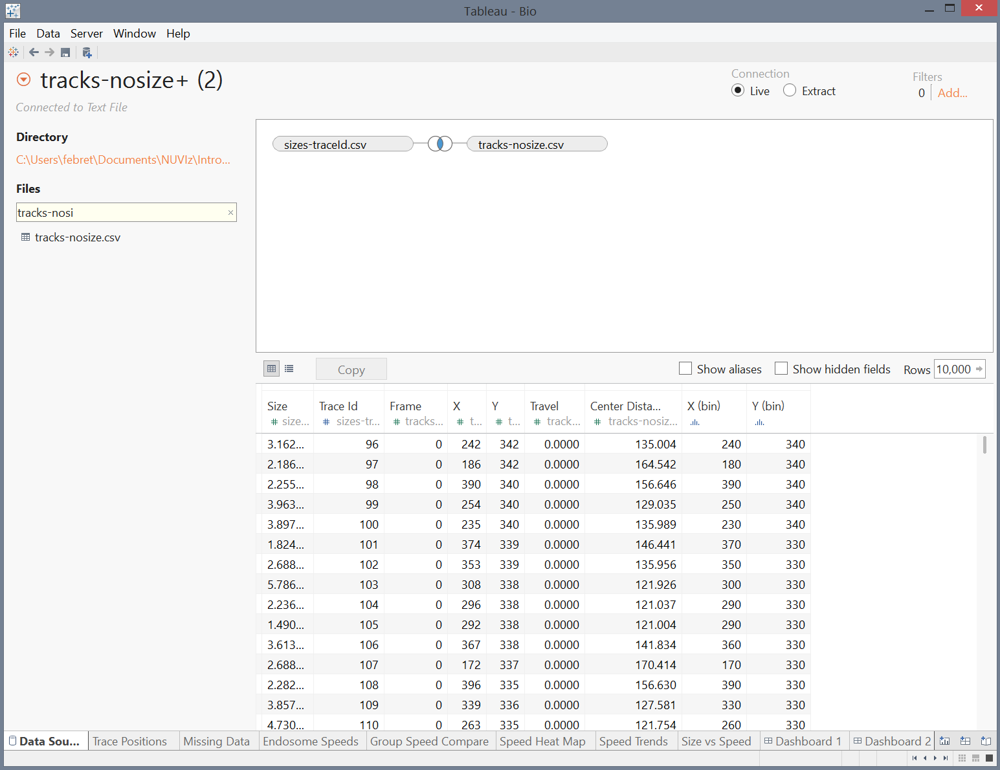 Tableau - Bio
File Data Server Window Help
tracks-nosize+ (2)
Connected to Text File
Connection
Live Extract
Filters
0 Add...
Directory
C:\Users\febret\Documents\NUVIz\Intro...
Files
tracks-nosi
tracks-nosize.csv
sizes-traceId.csv tracks-nosize.csv
Copy Show aliases Show hidden fields Rows 10,000
Size Trace Id Frame X Y Travel Center Dista... X (bin) Y (bin)
# size... # sizes-tr... # tracks... # t... # t... # track... # tracks-nosiz...
3.162... 96 0 242 342 0.0000 135.004 240 340
2.186... 97 0 186 342 0.0000 164.542 180 340
2.255... 98 0 390 340 0.0000 156.646 390 340
3.963... 99 0 254 340 0.0000 129.035 250 340
3.897... 100 0 235 340 0.0000 135.989 230 340
1.824... 101 0 374 339 0.0000 146.441 370 330
2.688... 102 0 353 339 0.0000 135.956 350 330
5.786... 103 0 308 338 0.0000 121.926 300 330
2.236... 104 0 296 338 0.0000 121.037 290 330
1.490... 105 0 292 338 0.0000 121.004 290 330
3.613... 106 0 367 338 0.0000 141.834 360 330
2.688... 107 0 172 337 0.0000 170.414 170 330
2.282... 108 0 396 335 0.0000 156.630 390 330
3.857... 109 0 339 336 0.0000 127.581 330 330
4.730... 110 0 263 335 0.0000 121.754 260 330
Data Sou... Trace Positions Missing Data Endosome Speeds Group Speed Compare Speed Heat Map Speed Trends Size vs Speed Dashboard 1 Dashboard 2